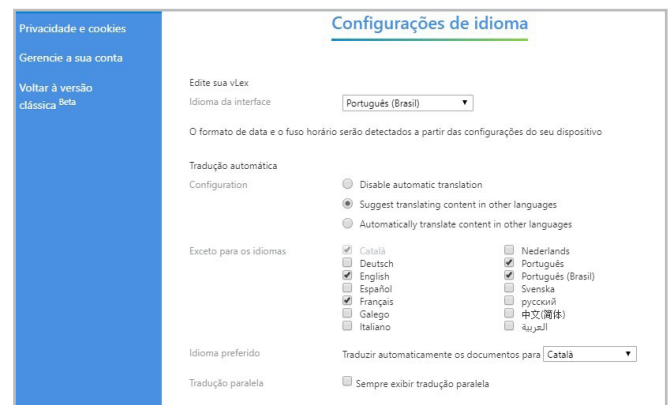 Privacidade e cookies
Gerencie a sua conta
Voltar à versão
clássica Beta
Configurações de idioma
Edite sua vLex
Idioma da interface
Português (Brasil)
O formato de data e o fuso horário serão detectados a partir das configurações do seu dispositivo
Tradução automática
Configuration
Disable automatic translation
Suggest translating content in other languages
Automatically translate content in other languages
Exceto para os idiomas
Català
Deutsch
English
Español
Français
Galego
Italiano
Nederlands
Português
Português (Brasil)
Svenska
русский
中文(简体)
العربية
Idioma preferido
Traduzir automaticamente os documentos para Català
Tradução paralela
Sempre exibir tradução paralela